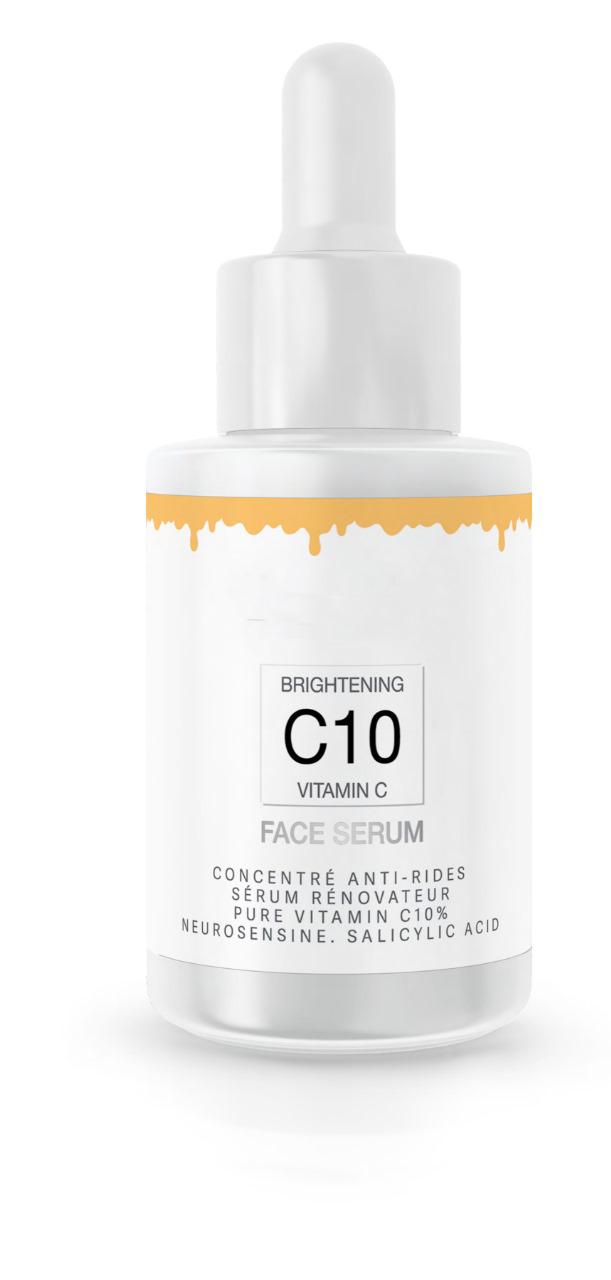 BRIGHTENING
C10
VITAMIN C
FACE SERUM
CONCENTRÉ ANTI-RIDES
SÉRUM RÉNOVATEUR
PURE VITAMIN C10%
NEUROSENSINE. SALICYLIC ACID